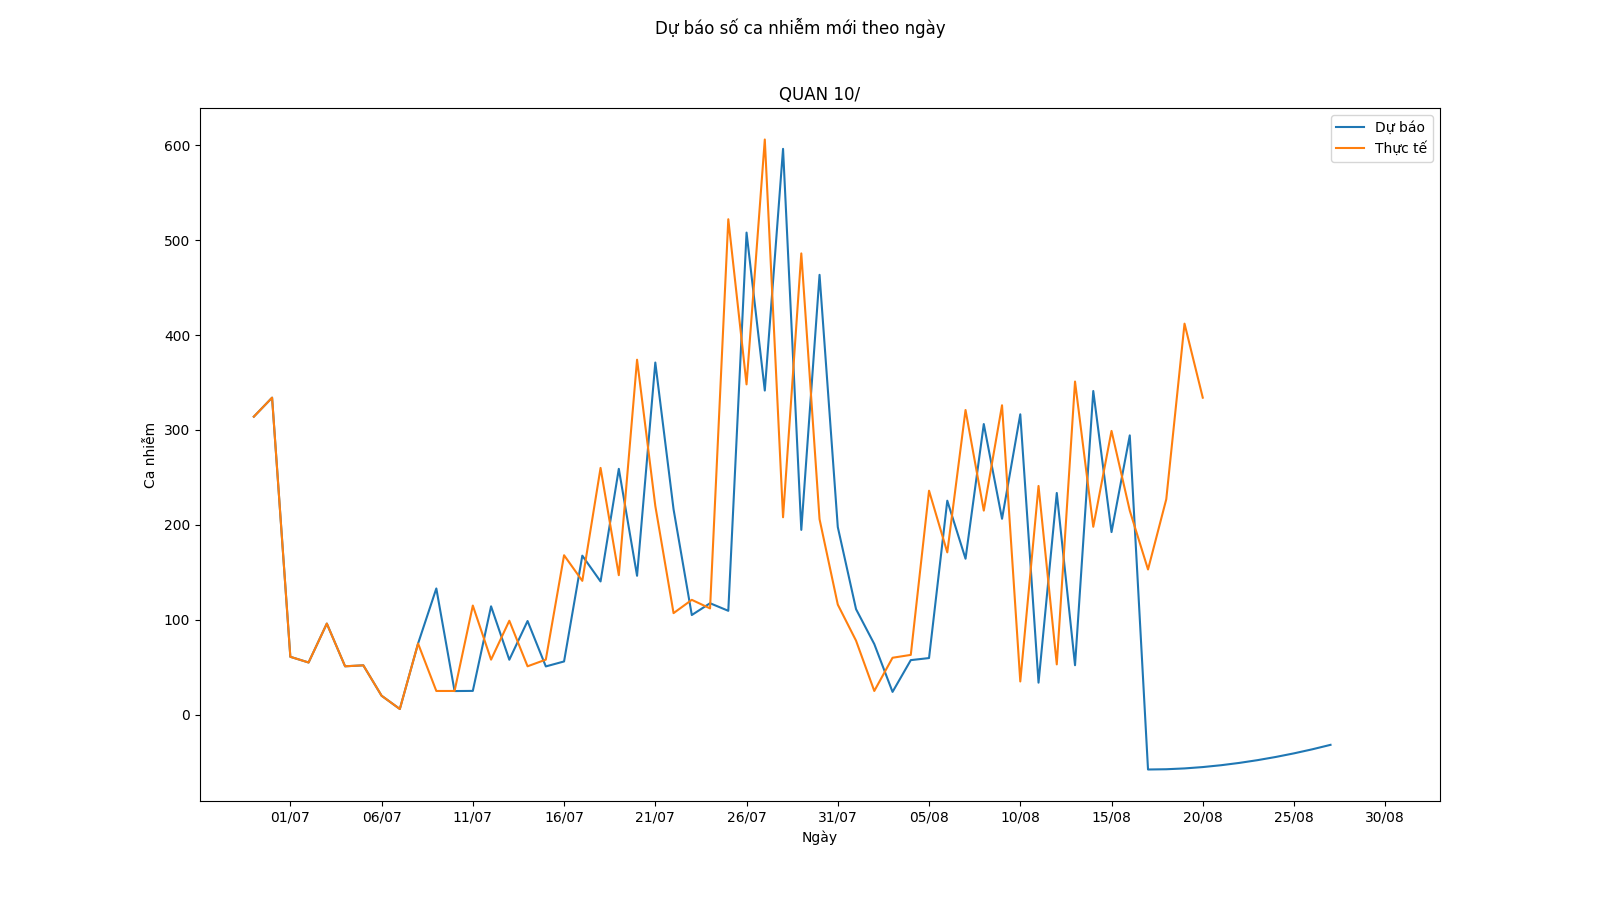 Dự báo số ca nhiễm mới theo ngày
QUAN 10/
Dự báo
Thực tế
600
500
400
300
200
100
0
Ca nhiễm
01/07 06/07 11/07 16/07 21/07 26/07 31/07 05/08 10/08 15/08 20/08 25/08 30/08
Ngày